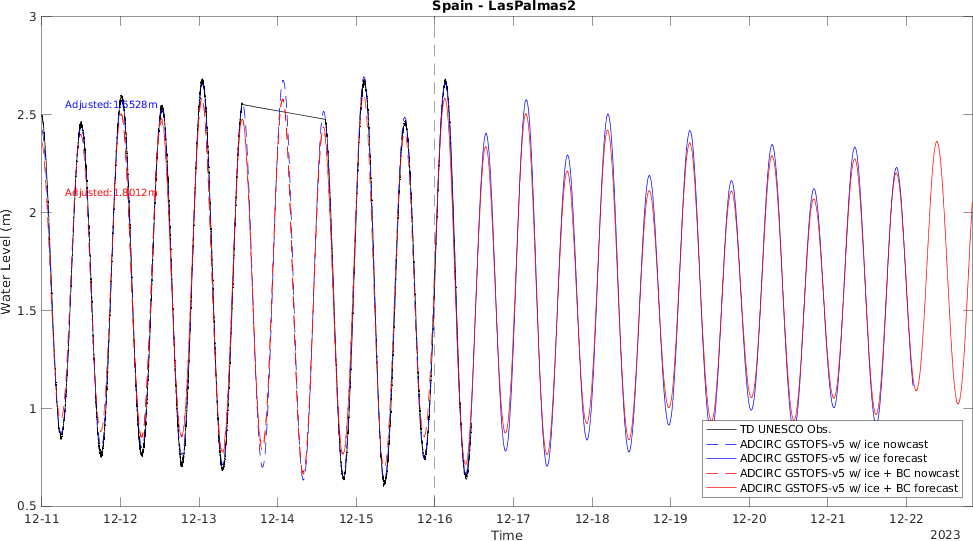 Spain - LasPalmas2
3
2.5
2
1.5
1
0.5
Water Level (m)
Adjusted:1.6528m
Adjusted:1.8012m
TD UNESCO Obs.
ADCIRC GSTOFS-v5 w/ ice nowcast
ADCIRC GSTOFS-v5 w/ ice forecast
ADCIRC GSTOFS-v5 w/ ice + BC nowcast
ADCIRC GSTOFS-v5 w/ ice + BC forecast
12-11 12-12 12-13 12-14 12-15 12-16 12-17 12-18 12-19 12-20 12-21 12-22
Time
2023